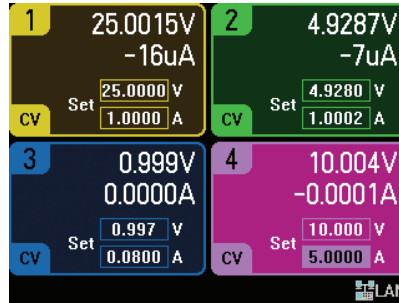 1 25.0015V
-16uA
Set 25.0000 V
1.0000 A
CV
2 4.9287V
-7uA
Set 4.9280 V
1.0002 A
CV
3 0.999V
0.0000A
Set 0.997 V
0.0800 A
CV
4 10.004V
-0.0001A
Set 10.000 V
5.0000 A
CV
LAN